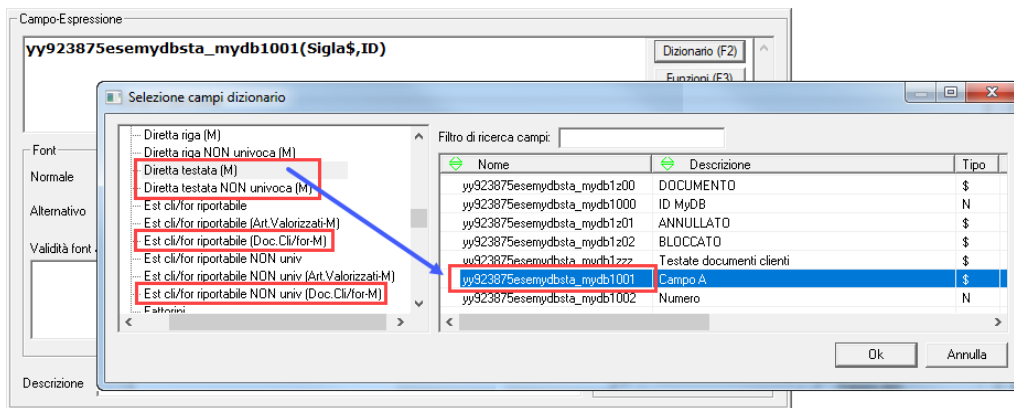 Campo-Espressione
yy923875esemydbsta_mydb1001(Sigla$,ID)
Dizionario (F2)
Funzioni (F3)
Selezione campi dizionario
Font
Normale
Alternativo
Validità font
Descrizione
Diretta riga (M)
Diretta riga NON univoca (M)
Diretta testata (M)
Diretta testata NON univoca (M)
Est cli/for riportabile
Est cli/for riportabile (Art.Valorizzati-M)
Est cli/for riportabile (Doc.Cli/for-M)
Est cli/for riportabile NON univ
Est cli/for riportabile NON univ (Art.Valorizzati-M)
Est cli/for riportabile NON univ (Doc.Cli/for-M)
Fattorini
Filtro di ricerca campi:
Nome Descrizione Tipo
yy923875esemydbsta_mydb1z00 DOCUMENTO $
yy923875esemydbsta_mydb1000 ID MyDB N
yy923875esemydbsta_mydb1z01 ANNULLATO $
yy923875esemydbsta_mydb1z02 BLOCCATO $
yy923875esemydbsta_mydb1zzz Testate documenti clienti $
yy923875esemydbsta_mydb1001 Campo A $
yy923875esemydbsta_mydb1002 Numero N
Ok Annulla